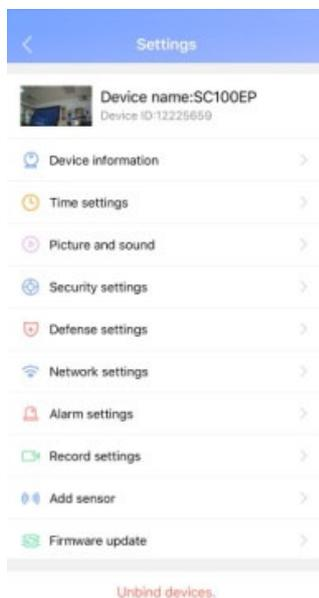 Settings
Device name:SC100EP
Device ID:12225659
Device information
Time settings
Picture and sound
Security settings
Defense settings
Network settings
Alarm settings
Record settings
Add sensor
Firmware update
Unbind devices.